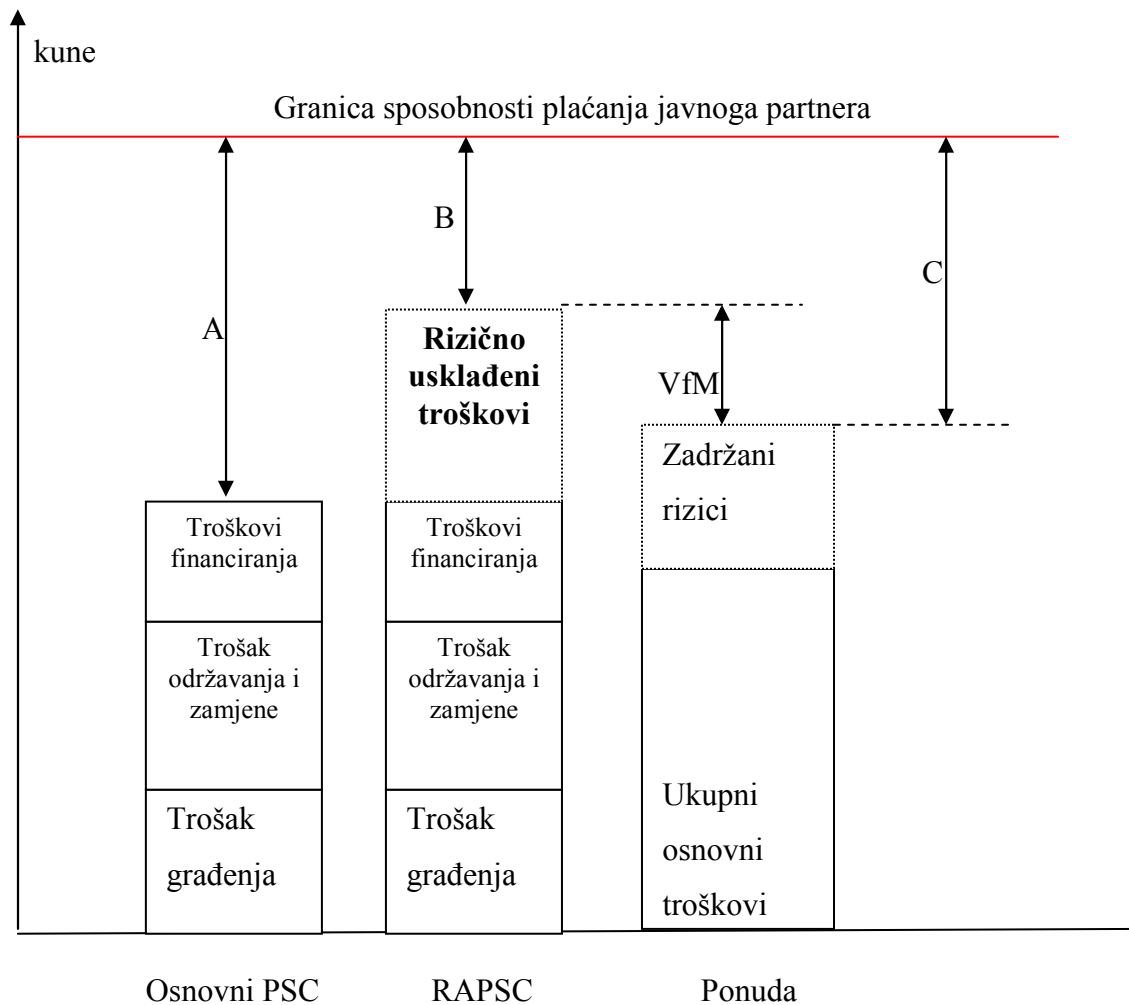 kune
Granica sposobnosti plaćanja javnoga partnera
A
B
C
VfM
Troškovi
financiranja
Trošak
održavanja i
zamjene
Trošak
građenja
Rizično
usklađeni
troškovi
Troškovi
financiranja
Trošak
održavanja i
zamjene
Trošak
građenja
Zadržani
rizici
Ukupni
osnovni
troškovi
Osnovni PSC
RAPSC
Ponuda